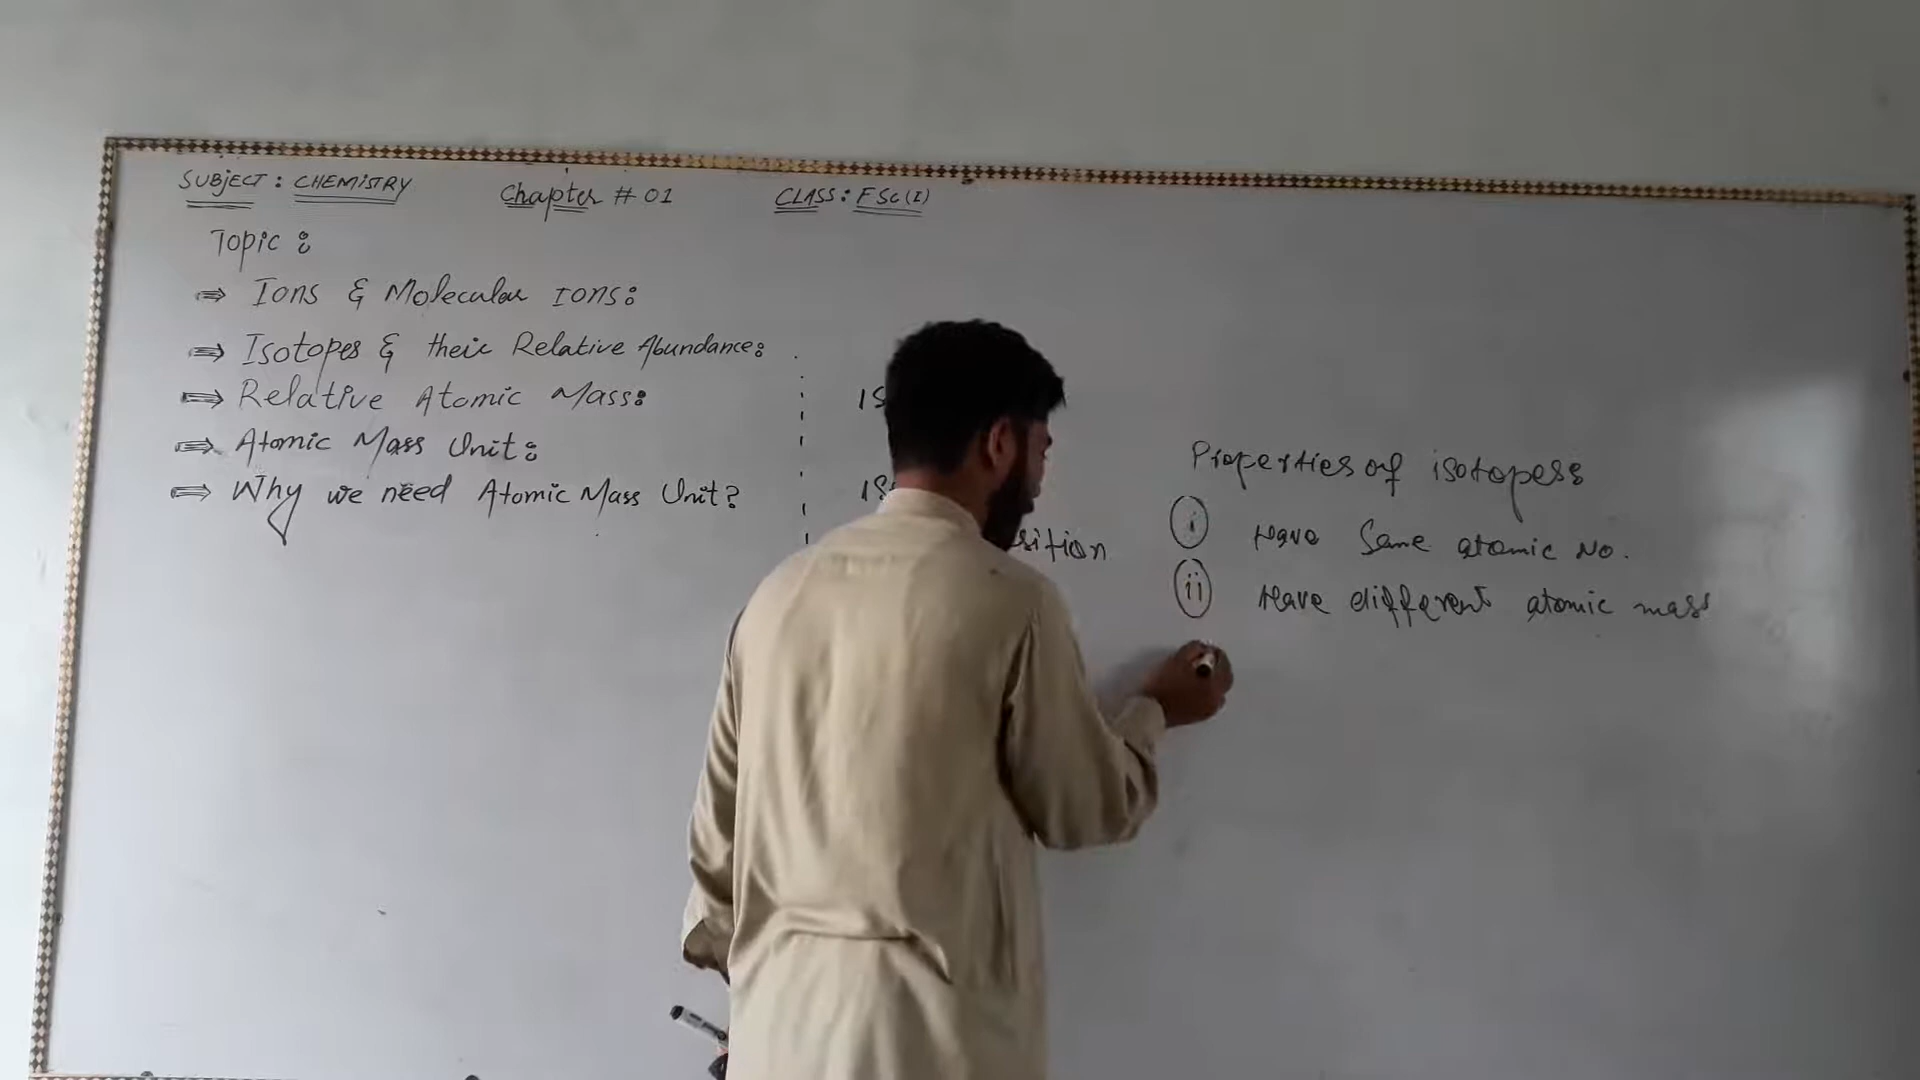 SUBJECT : CHEMISTRY Chapter # 01 CLASS: FSc(I)
Topic :
⇒ Ions & Molecular Ions:
⇒ Isotopes & their Relative Abundance:
⇒ Relative Atomic Mass:
⇒ Atomic Mass Unit:
⇒ Why we need Atomic Mass Unit?
Properties of isotopess
i Have Same atomic No.
ii Have different atomic mass